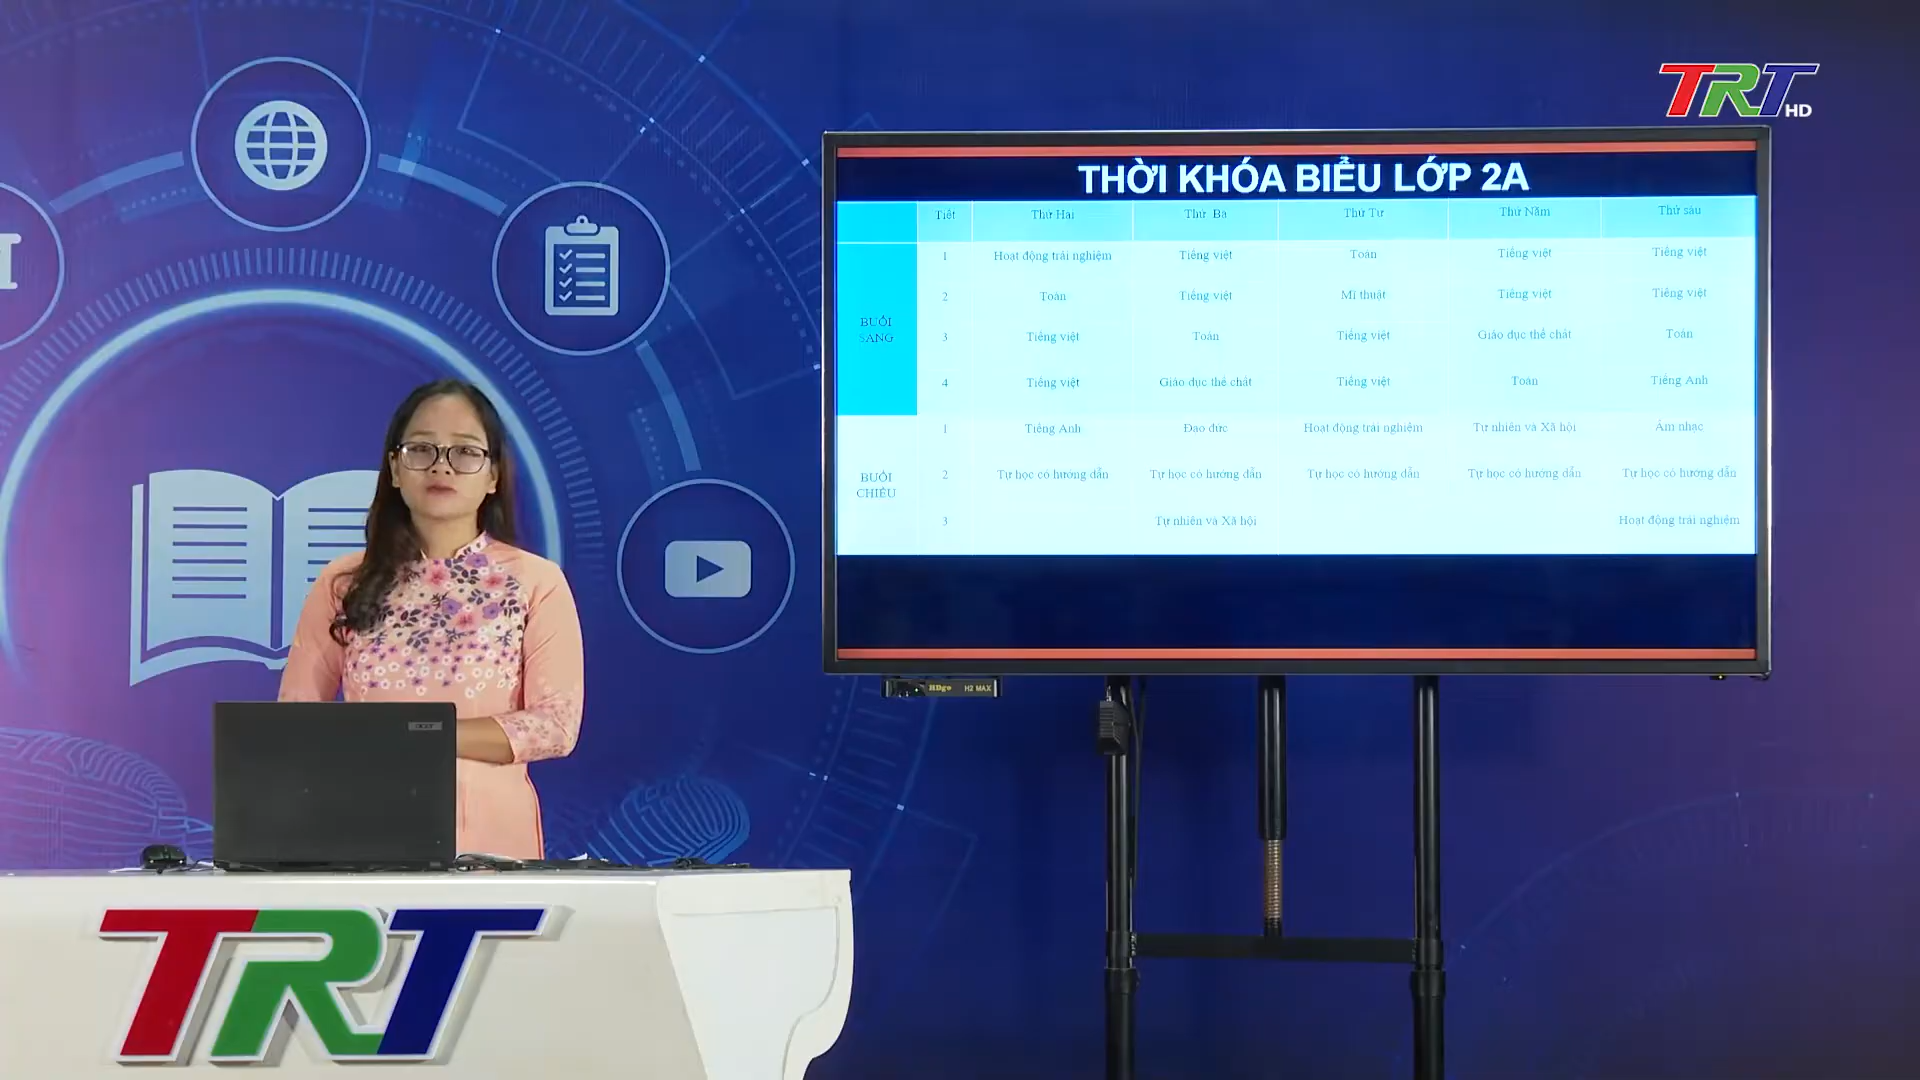 TRT HD
THỜI KHÓA BIỂU LỚP 2A
Tiết Thứ Hai Thứ Ba Thứ Tư Thứ Năm Thứ sáu
BUỔI SÁNG
1 Hoạt động trải nghiệm Tiếng việt Toán Tiếng việt Tiếng việt
2 Toán Tiếng việt Mĩ thuật Tiếng việt Tiếng việt
3 Tiếng việt Toán Tiếng việt Giáo dục thể chất Toán
4 Tiếng việt Giáo dục thể chất Tiếng việt Toán Tiếng Anh
BUỔI CHIỀU
1 Tiếng Anh Đạo đức Hoạt động trải nghiệm Tự nhiên và Xã hội Âm nhạc
2 Tự học có hướng dẫn Tự học có hướng dẫn Tự học có hướng dẫn Tự học có hướng dẫn Tự học có hướng dẫn
3 Tự nhiên và Xã hội Hoạt động trải nghiệm
HDgo H2 MAX
acer
TRT